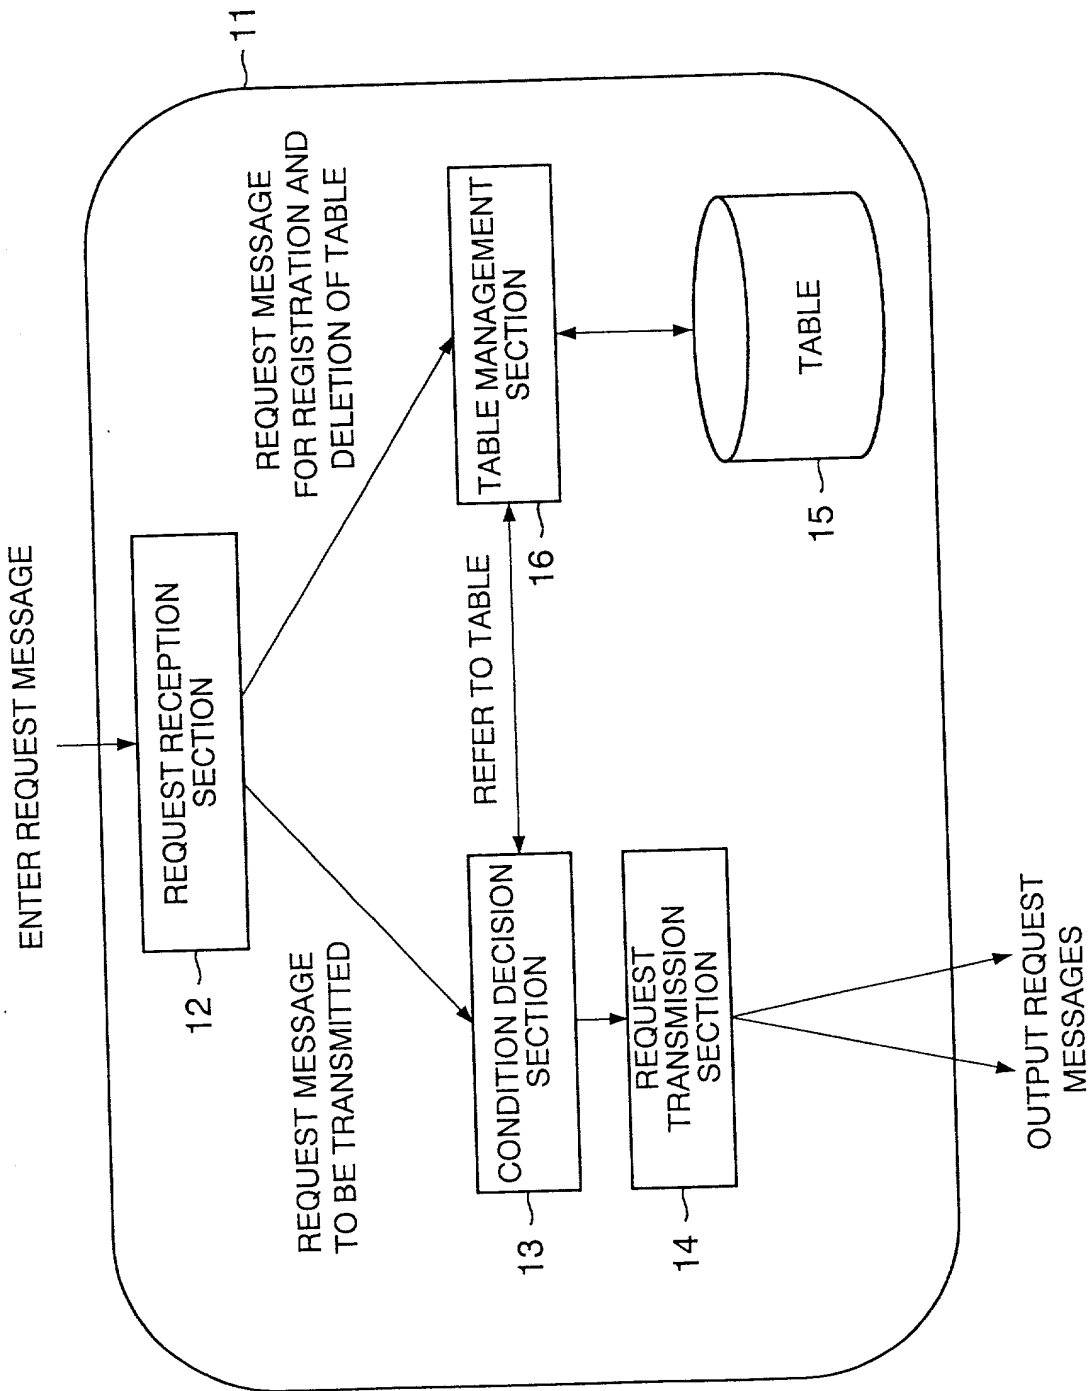 ENTER REQUEST MESSAGE
11
REQUEST RECEPTION
SECTION
12
REQUEST MESSAGE
TO BE TRANSMITTED
REQUEST MESSAGE
FOR REGISTRATION AND
DELETION OF TABLE
CONDITION DECISION
SECTION
13
REFER TO TABLE
TABLE MANAGEMENT
SECTION
16
REQUEST
TRANSMISSION
SECTION
14
TABLE
15
OUTPUT REQUEST
MESSAGES